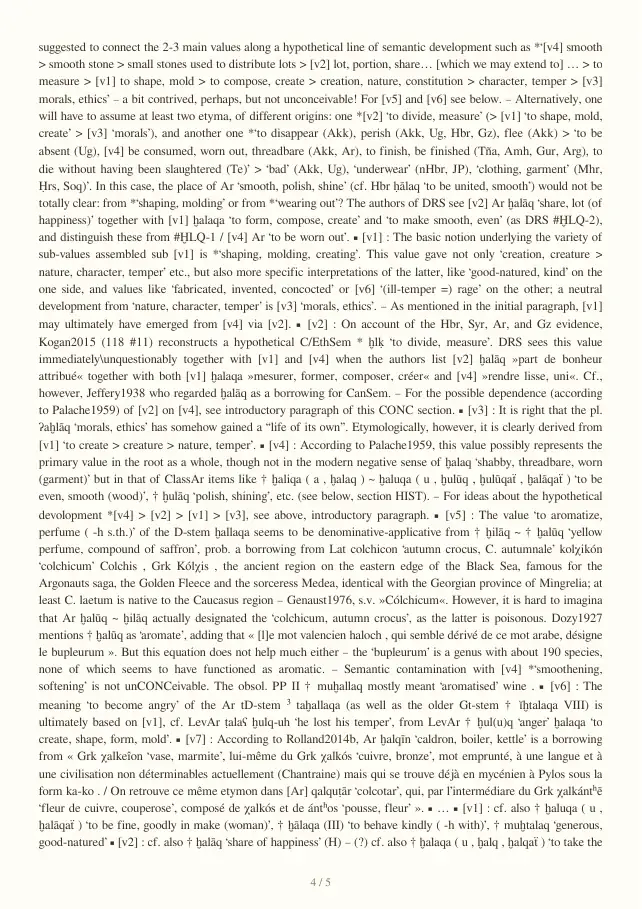 suggested to connect the 2-3 main values along a hypothetical line of semantic development such as *‘[v4] smooth
> smooth stone > small stones used to distribute lots > [v2] lot, portion, share… [which we may extend to] … > to
measure > [v1] to shape, mold > to compose, create > creation, nature, constitution > character, temper > [v3]
morals, ethics’ – a bit contrived, perhaps, but not unconceivable! For [v5] and [v6] see below. – Alternatively, one
will have to assume at least two etyma, of different origins: one *[v2] ‘to divide, measure’ (> [v1] ‘to shape, mold,
create’ > [v3] ‘morals’), and another one *‘to disappear (Akk), perish (Akk, Ug, Hbr, Gz), flee (Akk) > ‘to be
absent (Ug), [v4] be consumed, worn out, threadbare (Akk, Ar), to finish, be finished (Tña, Amh, Gur, Arg), to
die without having been slaughtered (Te)’ > ‘bad’ (Akk, Ug), ‘underwear’ (nHbr, JP), ‘clothing, garment’ (Mhr,
Ḥrs, Soq)’. In this case, the place of Ar ‘smooth, polish, shine’ (cf. Hbr ḥālaq ‘to be united, smooth’) would not be
totally clear: from *‘shaping, molding’ or from *‘wearing out’? The authors of DRS see [v2] Ar ḫalāq ‘share, lot (of
happiness)’ together with [v1] ḫalaqa ‘to form, compose, create’ and ‘to make smooth, even’ (as DRS #ḪLQ-2),
and distinguish these from #ḪLQ-1 / [v4] Ar ‘to be worn out’. ▪ [v1] : The basic notion underlying the variety of
sub-values assembled sub [v1] is *‘shaping, molding, creating’. This value gave not only ‘creation, creature >
nature, character, temper’ etc., but also more specific interpretations of the latter, like ‘good-natured, kind’ on the
one side, and values like ‘fabricated, invented, concocted’ or [v6] ‘(ill-temper =) rage’ on the other; a neutral
development from ‘nature, character, temper’ is [v3] ‘morals, ethics’. – As mentioned in the initial paragraph, [v1]
may ultimately have emerged from [v4] via [v2]. ▪ [v2] : On account of the Hbr, Syr, Ar, and Gz evidence,
Kogan2015 (118 #11) reconstructs a hypothetical C/EthSem * ḫlḳ ‘to divide, measure’. DRS sees this value
immediately\unquestionably together with [v1] and [v4] when the authors list [v2] ḫalāq »part de bonheur
attribué« together with both [v1] ḫalaqa »mesurer, former, composer, créer« and [v4] »rendre lisse, uni«. Cf.,
however, Jeffery1938 who regarded ḫalāq as a borrowing for CanSem. – For the possible dependence (according
to Palache1959) of [v2] on [v4], see introductory paragraph of this CONC section. ▪ [v3] : It is right that the pl.
ʔaḫlāq ‘morals, ethics’ has somehow gained a “life of its own”. Etymologically, however, it is clearly derived from
[v1] ‘to create > creature > nature, temper’. ▪ [v4] : According to Palache1959, this value possibly represents the
primary value in the root as a whole, though not in the modern negative sense of ḫalaq ‘shabby, threadbare, worn
(garment)’ but in that of ClassAr items like † ḫaliqa ( a , ḫalaq ) ~ ḫaluqa ( u , ḫulūq , ḫulūqaẗ , ḫalāqaẗ ) ‘to be
even, smooth (wood)’, † ḫulāq ‘polish, shining’, etc. (see below, section HIST). – For ideas about the hypothetical
devolopment *[v4] > [v2] > [v1] > [v3], see above, introductory paragraph. ▪ [v5] : The value ‘to aromatize,
perfume ( -h s.th.)’ of the D-stem ḫallaqa seems to be denominative-applicative from † ḫilāq ~ † ḫalūq ‘yellow
perfume, compound of saffron’, prob. a borrowing from Lat colchicon ‘autumn crocus, C. autumnale’ kolχikón
‘colchicum’ Colchis , Grk Kólχis , the ancient region on the eastern edge of the Black Sea, famous for the
Argonauts saga, the Golden Fleece and the sorceress Medea, identical with the Georgian province of Mingrelia; at
least C. laetum is native to the Caucasus region – Genaust1976, s.v. »Cólchicum«. However, it is hard to imagina
that Ar ḫalūq ~ ḫilāq actually designated the ‘colchicum, autumn crocus’, as the latter is poisonous. Dozy1927
mentions † ḫalūq as ‘aromate’, adding that « [l]e mot valencien haloch , qui semble dérivé de ce mot arabe, désigne
le bupleurum ». But this equation does not help much either – the ‘bupleurum’ is a genus with about 190 species,
none of which seems to have functioned as aromatic. – Semantic contamination with [v4] *‘smoothening,
softening’ is not unCONCeivable. The obsol. PP II † muḫallaq mostly meant ‘aromatised’ wine . ▪ [v6] : The
meaning ‘to become angry’ of the Ar tD-stem ³ taḫallaqa (as well as the older Gt-stem † ĭḫtalaqa VIII) is
ultimately based on [v1], cf. LevAr ṭalaʕ ḫulq-uh ‘he lost his temper’, from LevAr † ḫul(u)q ‘anger’ ḫalaqa ‘to
create, shape, form, mold’. ▪ [v7] : According to Rolland2014b, Ar ḫalqīn ‘caldron, boiler, kettle’ is a borrowing
from « Grk χalkeîon ‘vase, marmite’, lui-même du Grk χalkós ‘cuivre, bronze’, mot emprunté, à une langue et à
une civilisation non déterminables actuellement (Chantraine) mais qui se trouve déjà en mycénien à Pylos sous la
form ka-ko . / On retrouve ce même etymon dans [Ar] qalquṭār ‘colcotar’, qui, par l’intermédiare du Grk χalkántʰē
‘fleur de cuivre, couperose’, composé de χalkós et de ántʰos ‘pousse, fleur’ ». ▪ … ▪ [v1] : cf. also † ḫaluqa ( u ,
ḫalāqaẗ ) ‘to be fine, goodly in make (woman)’, † ḫālaqa (III) ‘to behave kindly ( -h with)’, † muḫtalaq ‘generous,
good-natured’ ▪ [v2] : cf. also † ḫalāq ‘share of happiness’ (H) – (?) cf. also † ḫalaqa ( u , ḫalq , ḫalqaẗ ) ‘to take the
4 / 5